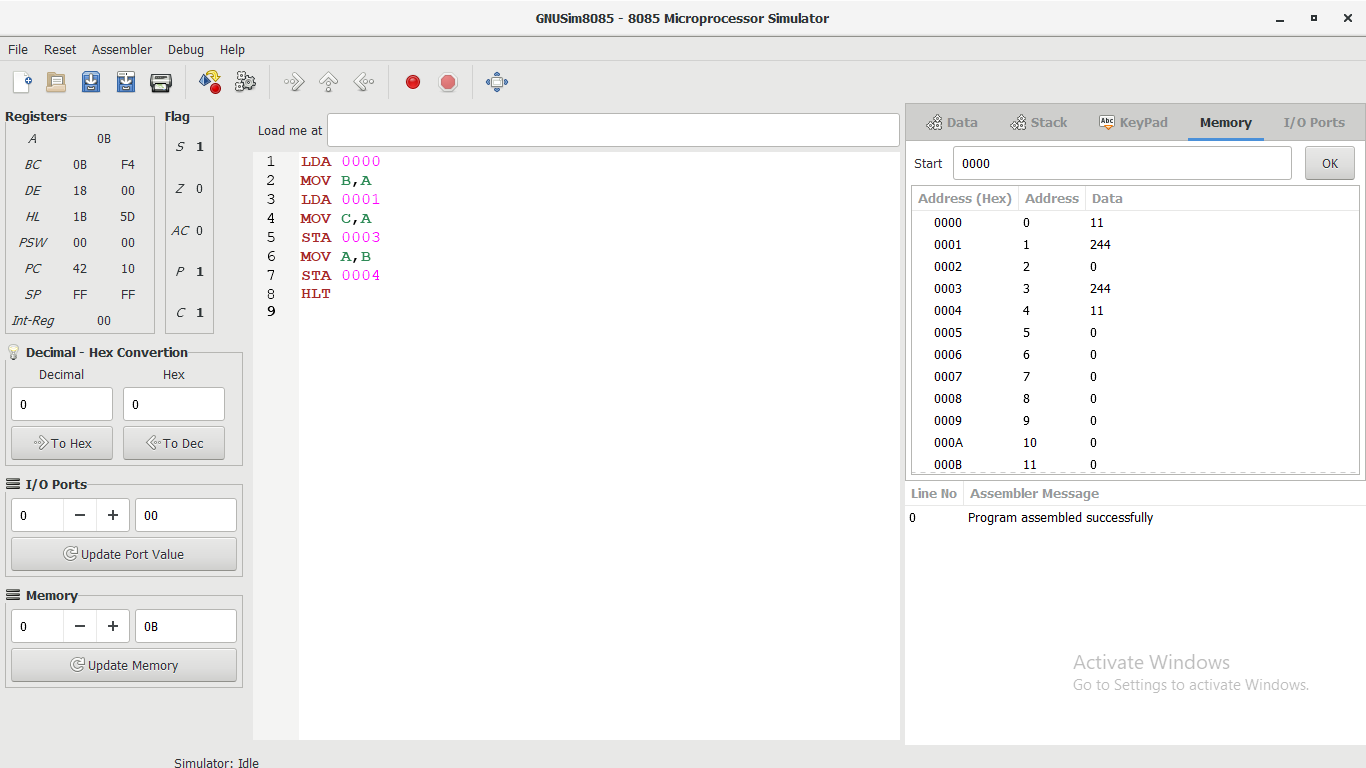 GNUSim8085 - 8085 Microprocessor Simulator
File Reset Assembler Debug Help
Registers
A 0B
BC 0B F4
DE 18 00
HL 1B 5D
PSW 00 00
PC 42 10
SP FF FF
Int-Reg 00
Flag
S 1
Z 0
AC 0
P 1
C 1
Decimal - Hex Convertion
Decimal Hex
0 0
To Hex To Dec
I/O Ports
0 − + 00
Update Port Value
Memory
0 − + 0B
Update Memory
Load me at
1 LDA 0000
2 MOV B,A
3 LDA 0001
4 MOV C,A
5 STA 0003
6 MOV A,B
7 STA 0004
8 HLT
9
Data Stack Abc KeyPad Memory I/O Ports
Start 0000 OK
Address (Hex) Address Data
0000 0 11
0001 1 244
0002 2 0
0003 3 244
0004 4 11
0005 5 0
0006 6 0
0007 7 0
0008 8 0
0009 9 0
000A 10 0
000B 11 0
Line No Assembler Message
0 Program assembled successfully
Activate Windows
Go to Settings to activate Windows.
Simulator: Idle